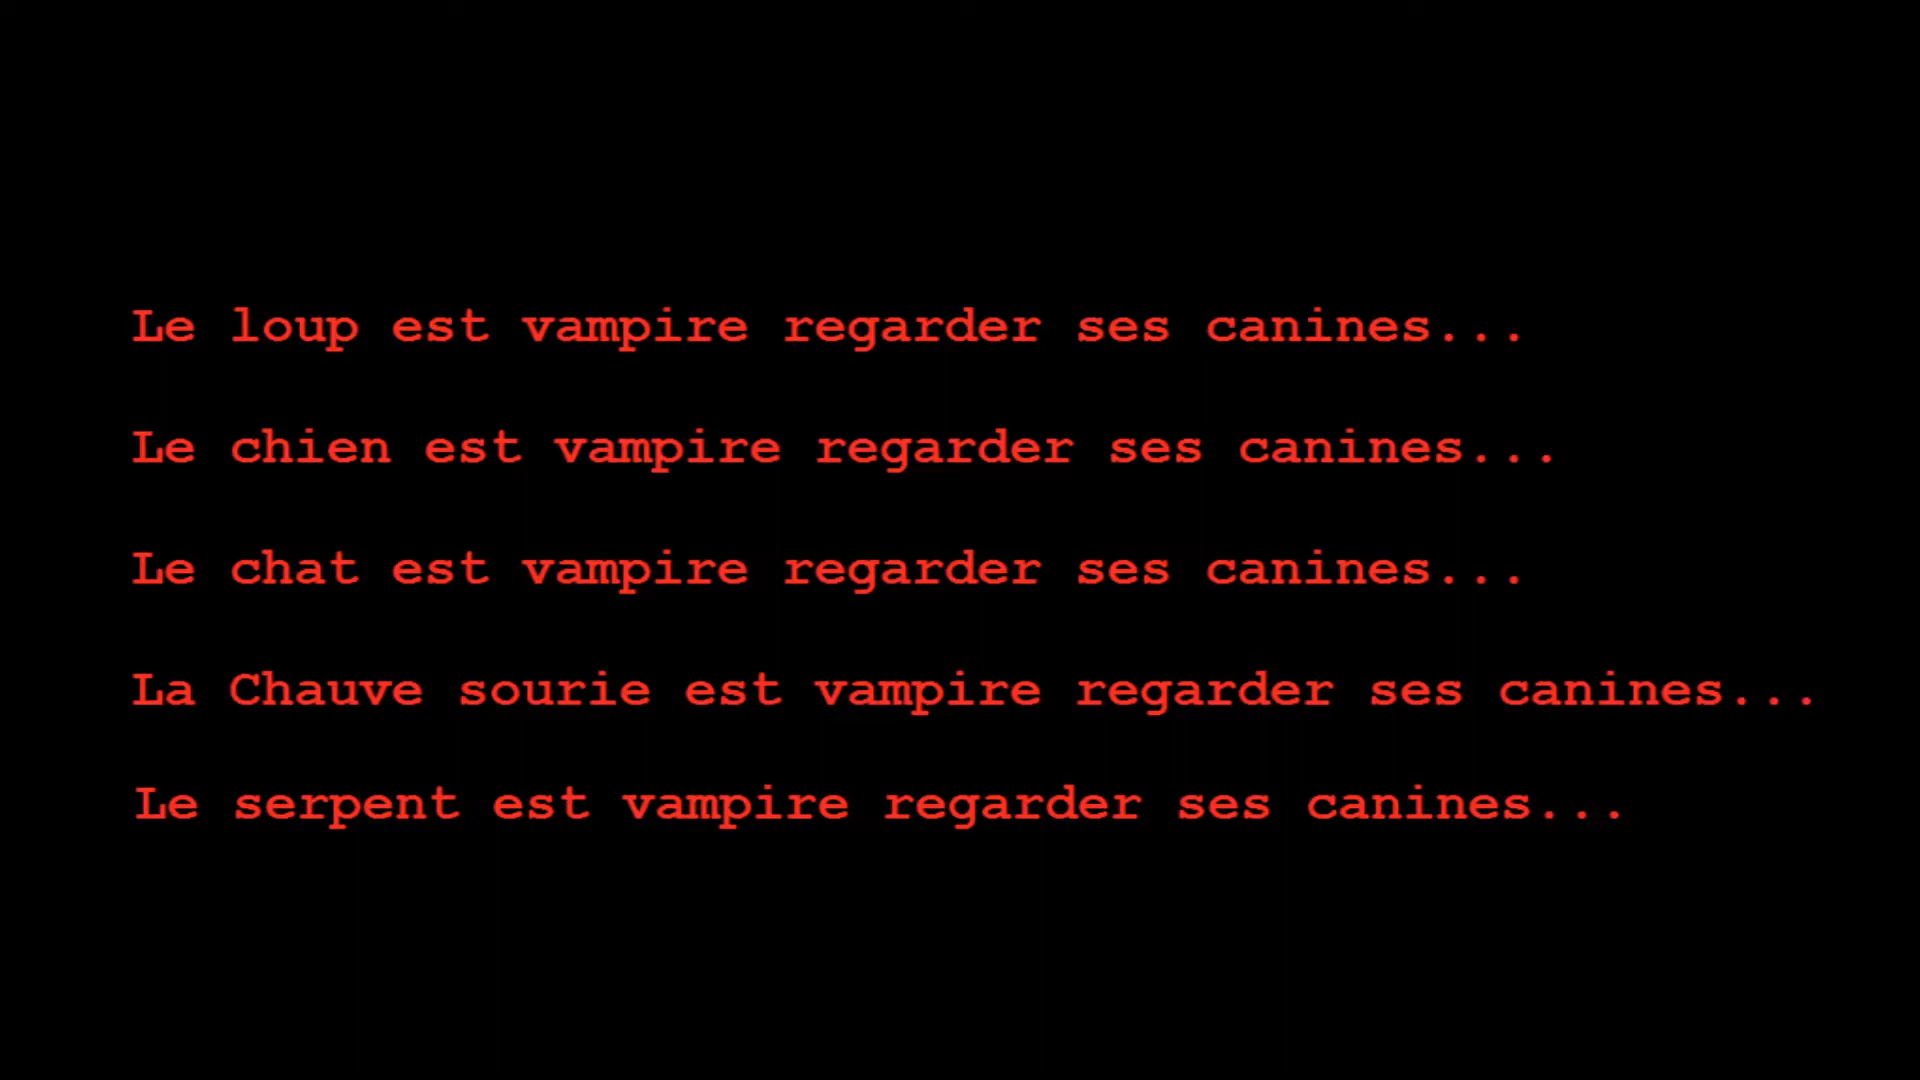 Le loup est vampire regarder ses canines...
Le chien est vampire regarder ses canines...
Le chat est vampire regarder ses canines...
La Chauve sourie est vampire regarder ses canines...
Le serpent est vampire regarder ses canines...